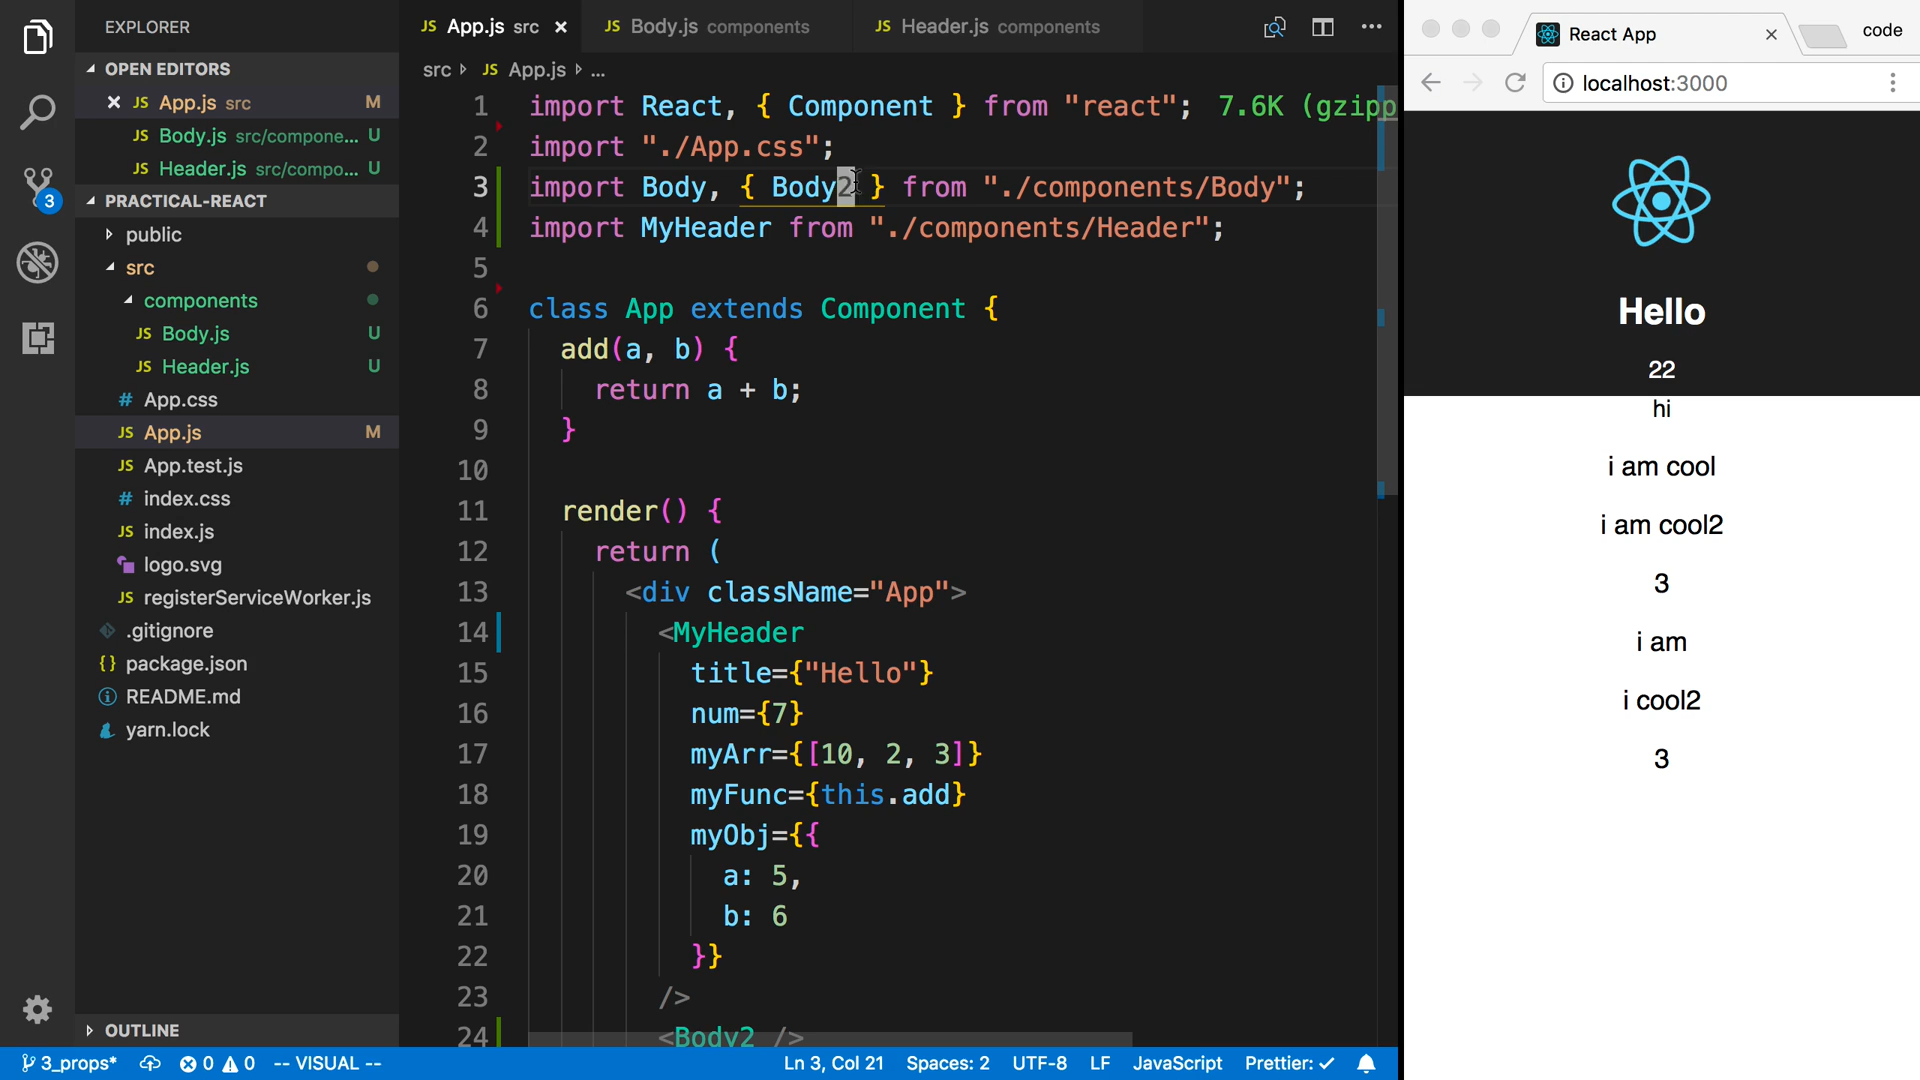 EXPLORER
OPEN EDITORS
JS App.js src M
JS Body.js src/compone... U
JS Header.js src/compo... U
PRACTICAL-REACT
public
src
components
JS Body.js U
JS Header.js U
# App.css
JS App.js M
JS App.test.js
# index.css
JS index.js
logo.svg
JS registerServiceWorker.js
.gitignore
{} package.json
README.md
yarn.lock
OUTLINE
3
JS App.js src
JS Body.js components
JS Header.js components
src JS App.js ...
1 import React, { Component } from "react"; 7.6K (gzipp
2 import "./App.css";
3 import Body, { Body2 } from "./components/Body";
4 import MyHeader from "./components/Header";
5
6 class App extends Component {
7 add(a, b) {
8 return a + b;
9 }
10
11 render() {
12 return (
13 <div className="App">
14 <MyHeader
15 title={"Hello"}
16 num={7}
17 myArr={[10, 2, 3]}
18 myFunc={this.add}
19 myObj={{
20 a: 5,
21 b: 6
22 }}
23 />
24 <Body2 />
3_props* 0 0 -- VISUAL --
Ln 3, Col 21 Spaces: 2 UTF-8 LF JavaScript Prettier: ✓
React App
code
localhost:3000
Hello
22
hi
i am cool
i am cool2
3
i am
i cool2
3